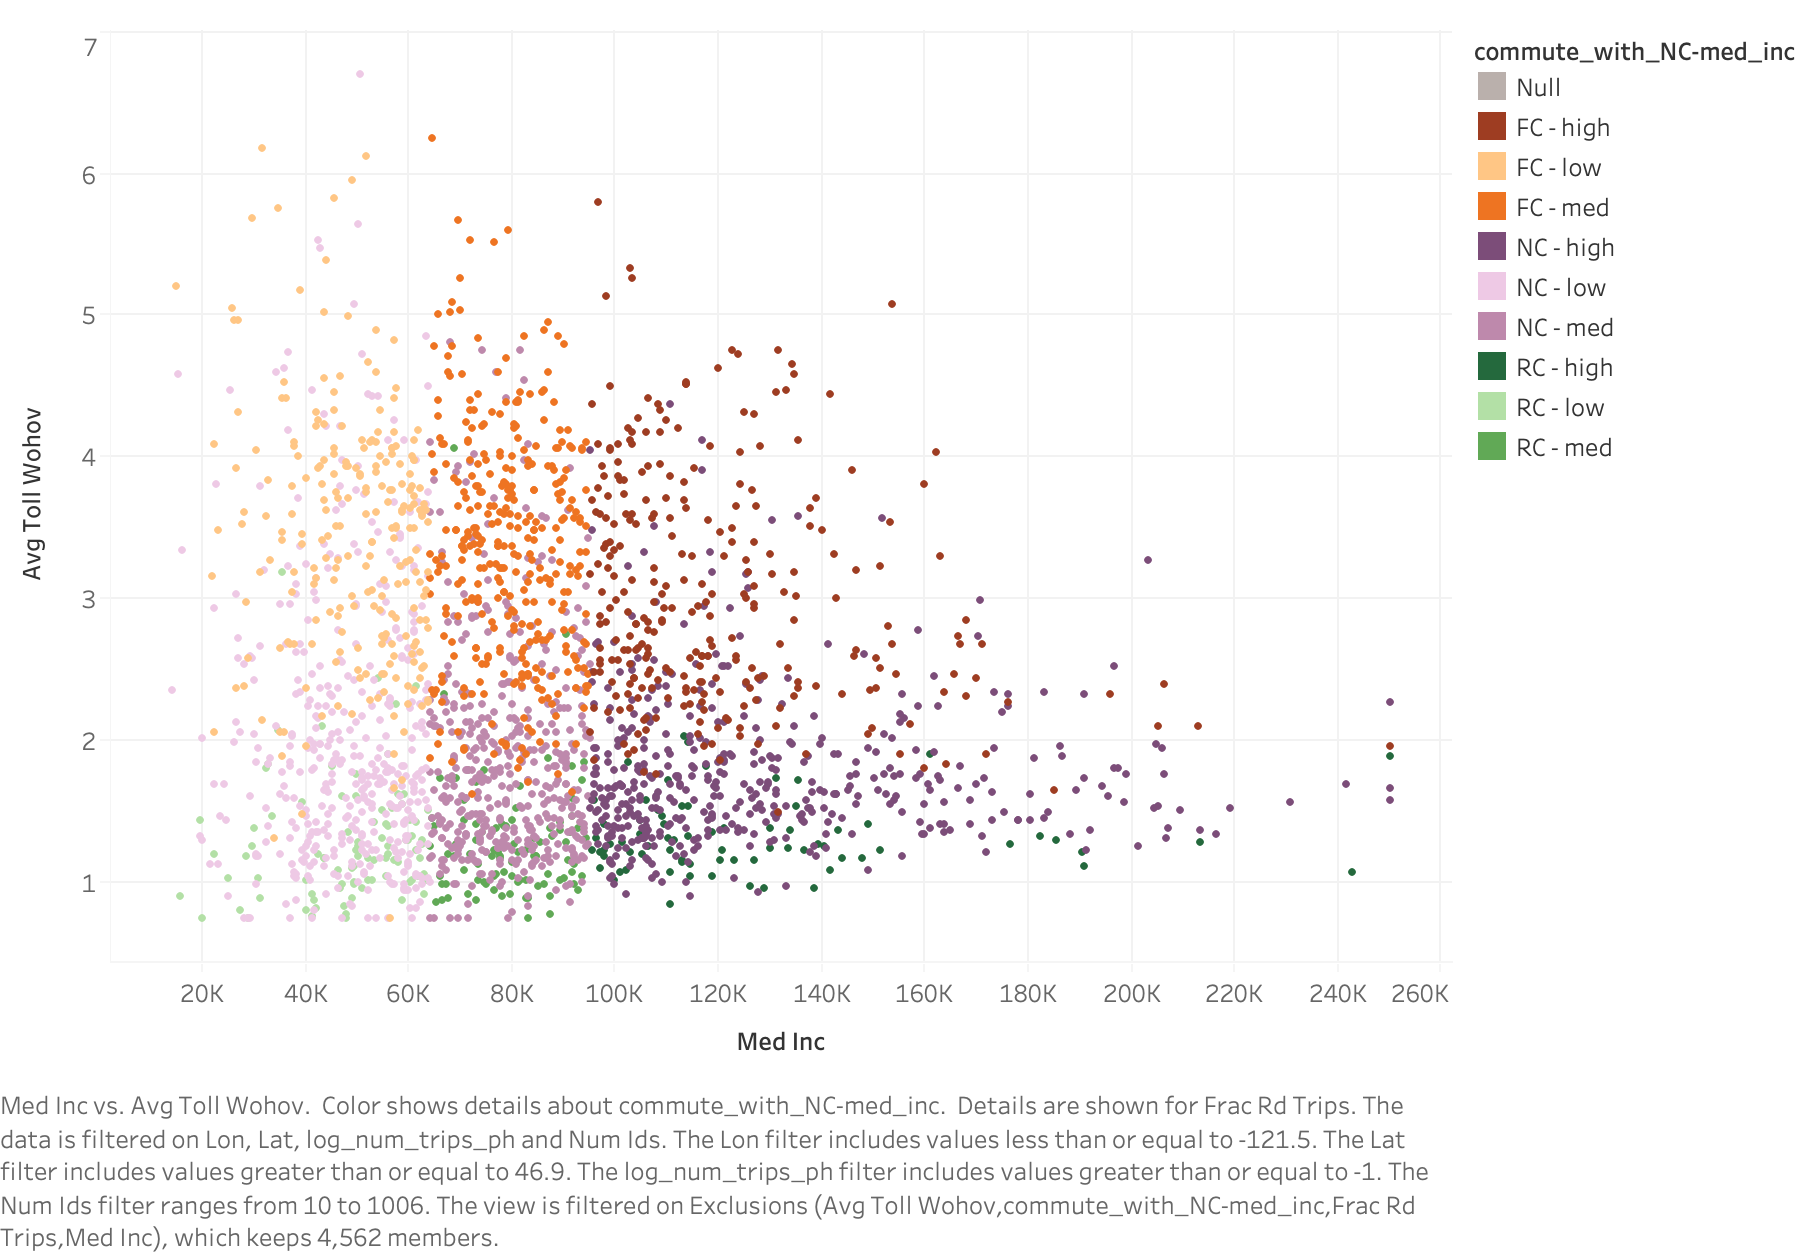 commute_with_NC-med_inc
Null
FC - high
FC - low
FC - med
NC - high
NC - low
NC - med
RC - high
RC - low
RC - med
7
6
5
4
3
2
1
Avg Toll Wohov
20K 40K 60K 80K 100K 120K 140K 160K 180K 200K 220K 240K 260K
Med Inc
Med Inc vs. Avg Toll Wohov.  Color shows details about commute_with_NC-med_inc.  Details are shown for Frac Rd Trips. The
data is filtered on Lon, Lat, log_num_trips_ph and Num Ids. The Lon filter includes values less than or equal to -121.5. The Lat
filter includes values greater than or equal to 46.9. The log_num_trips_ph filter includes values greater than or equal to -1. The
Num Ids filter ranges from 10 to 1006. The view is filtered on Exclusions (Avg Toll Wohov,commute_with_NC-med_inc,Frac Rd
Trips,Med Inc), which keeps 4,562 members.